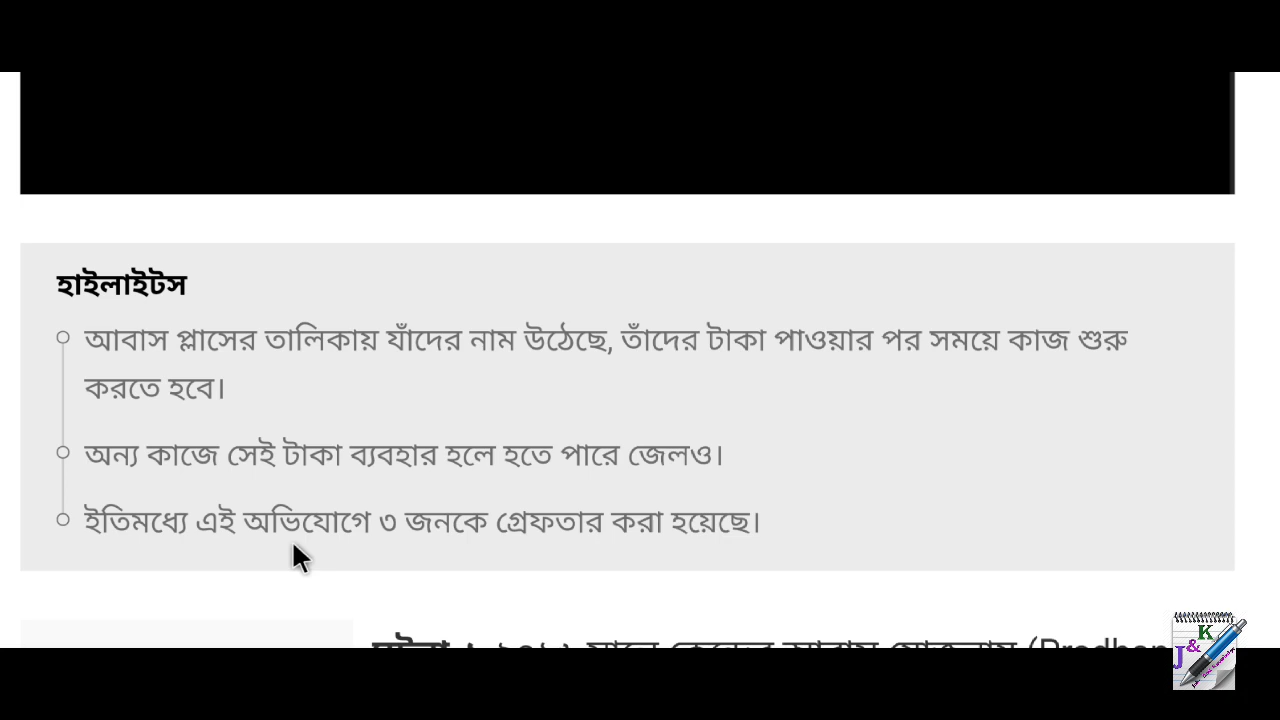 হাইলাইটস
আবাস প্লাসের তালিকায় যাঁদের নাম উঠেছে, তাঁদের টাকা পাওয়ার পর সময়ে কাজ শুরু
করতে হবে।
অন্য কাজে সেই টাকা ব্যবহার হলে হতে পারে জেলও।
ইতিমধ্যে এই অভিযোগে ৩ জনকে গ্রেফতার করা হয়েছে।
J&K